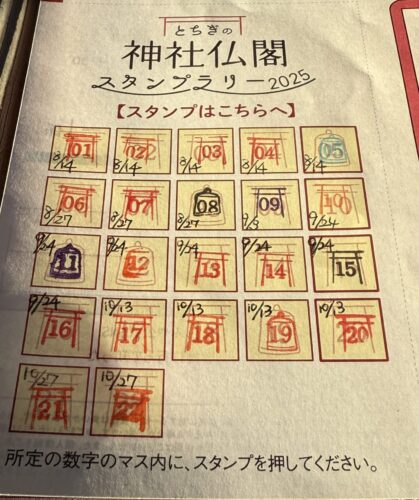 とちぎの
神社仏閣
スタンプラリー2025
【スタンプはこちらへ】
01 02 03 04 05
8/14 8/14 8/14 8/14 8/14
06 07 08 09 10
8/27 8/27 8/27 9/3 9/24
9/24 9/24 9/24 9/24 9/24
11 12 13 14 15
9/24 10/13 10/13 10/13 10/13
16 17 18 19 20
10/27 10/27
21 22
所定の数字のマス内に、スタンプを押してください。